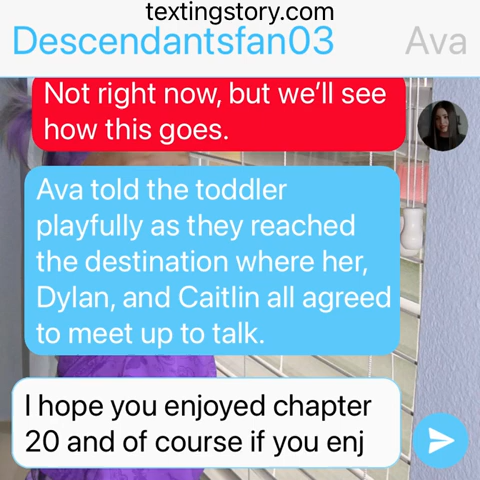 textingstory.com
Descendantsfan03 Ava
Not right now, but we'll see
how this goes.
Ava told the toddler
playfully as they reached
the destination where her,
Dylan, and Caitlin all agreed
to meet up to talk.
I hope you enjoyed chapter
20 and of course if you enj